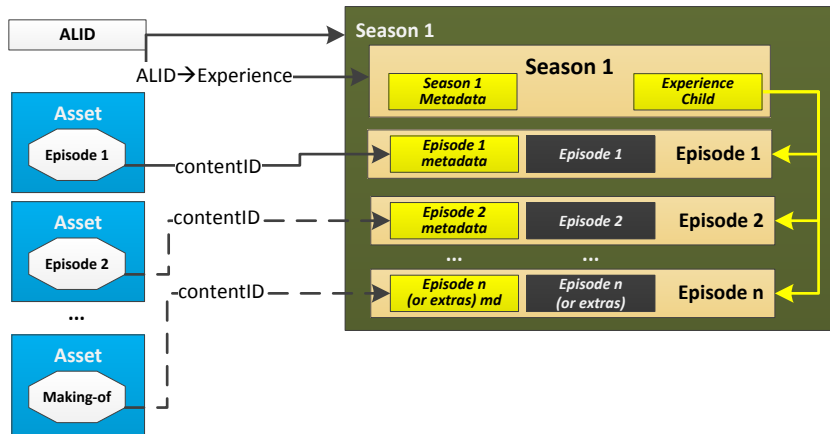 ALID
Season 1
ALID→Experience
Season 1
Season 1
Metadata
Experience
Child
Asset
Episode 1
contentID
Episode 1
metadata
Episode 1
Episode 1
Asset
Episode 2
contentID
Episode 2
metadata
Episode 2
Episode 2
...
...
contentID
Episode n
(or extras) md
Episode n
(or extras)
Episode n
...
Asset
Making-of